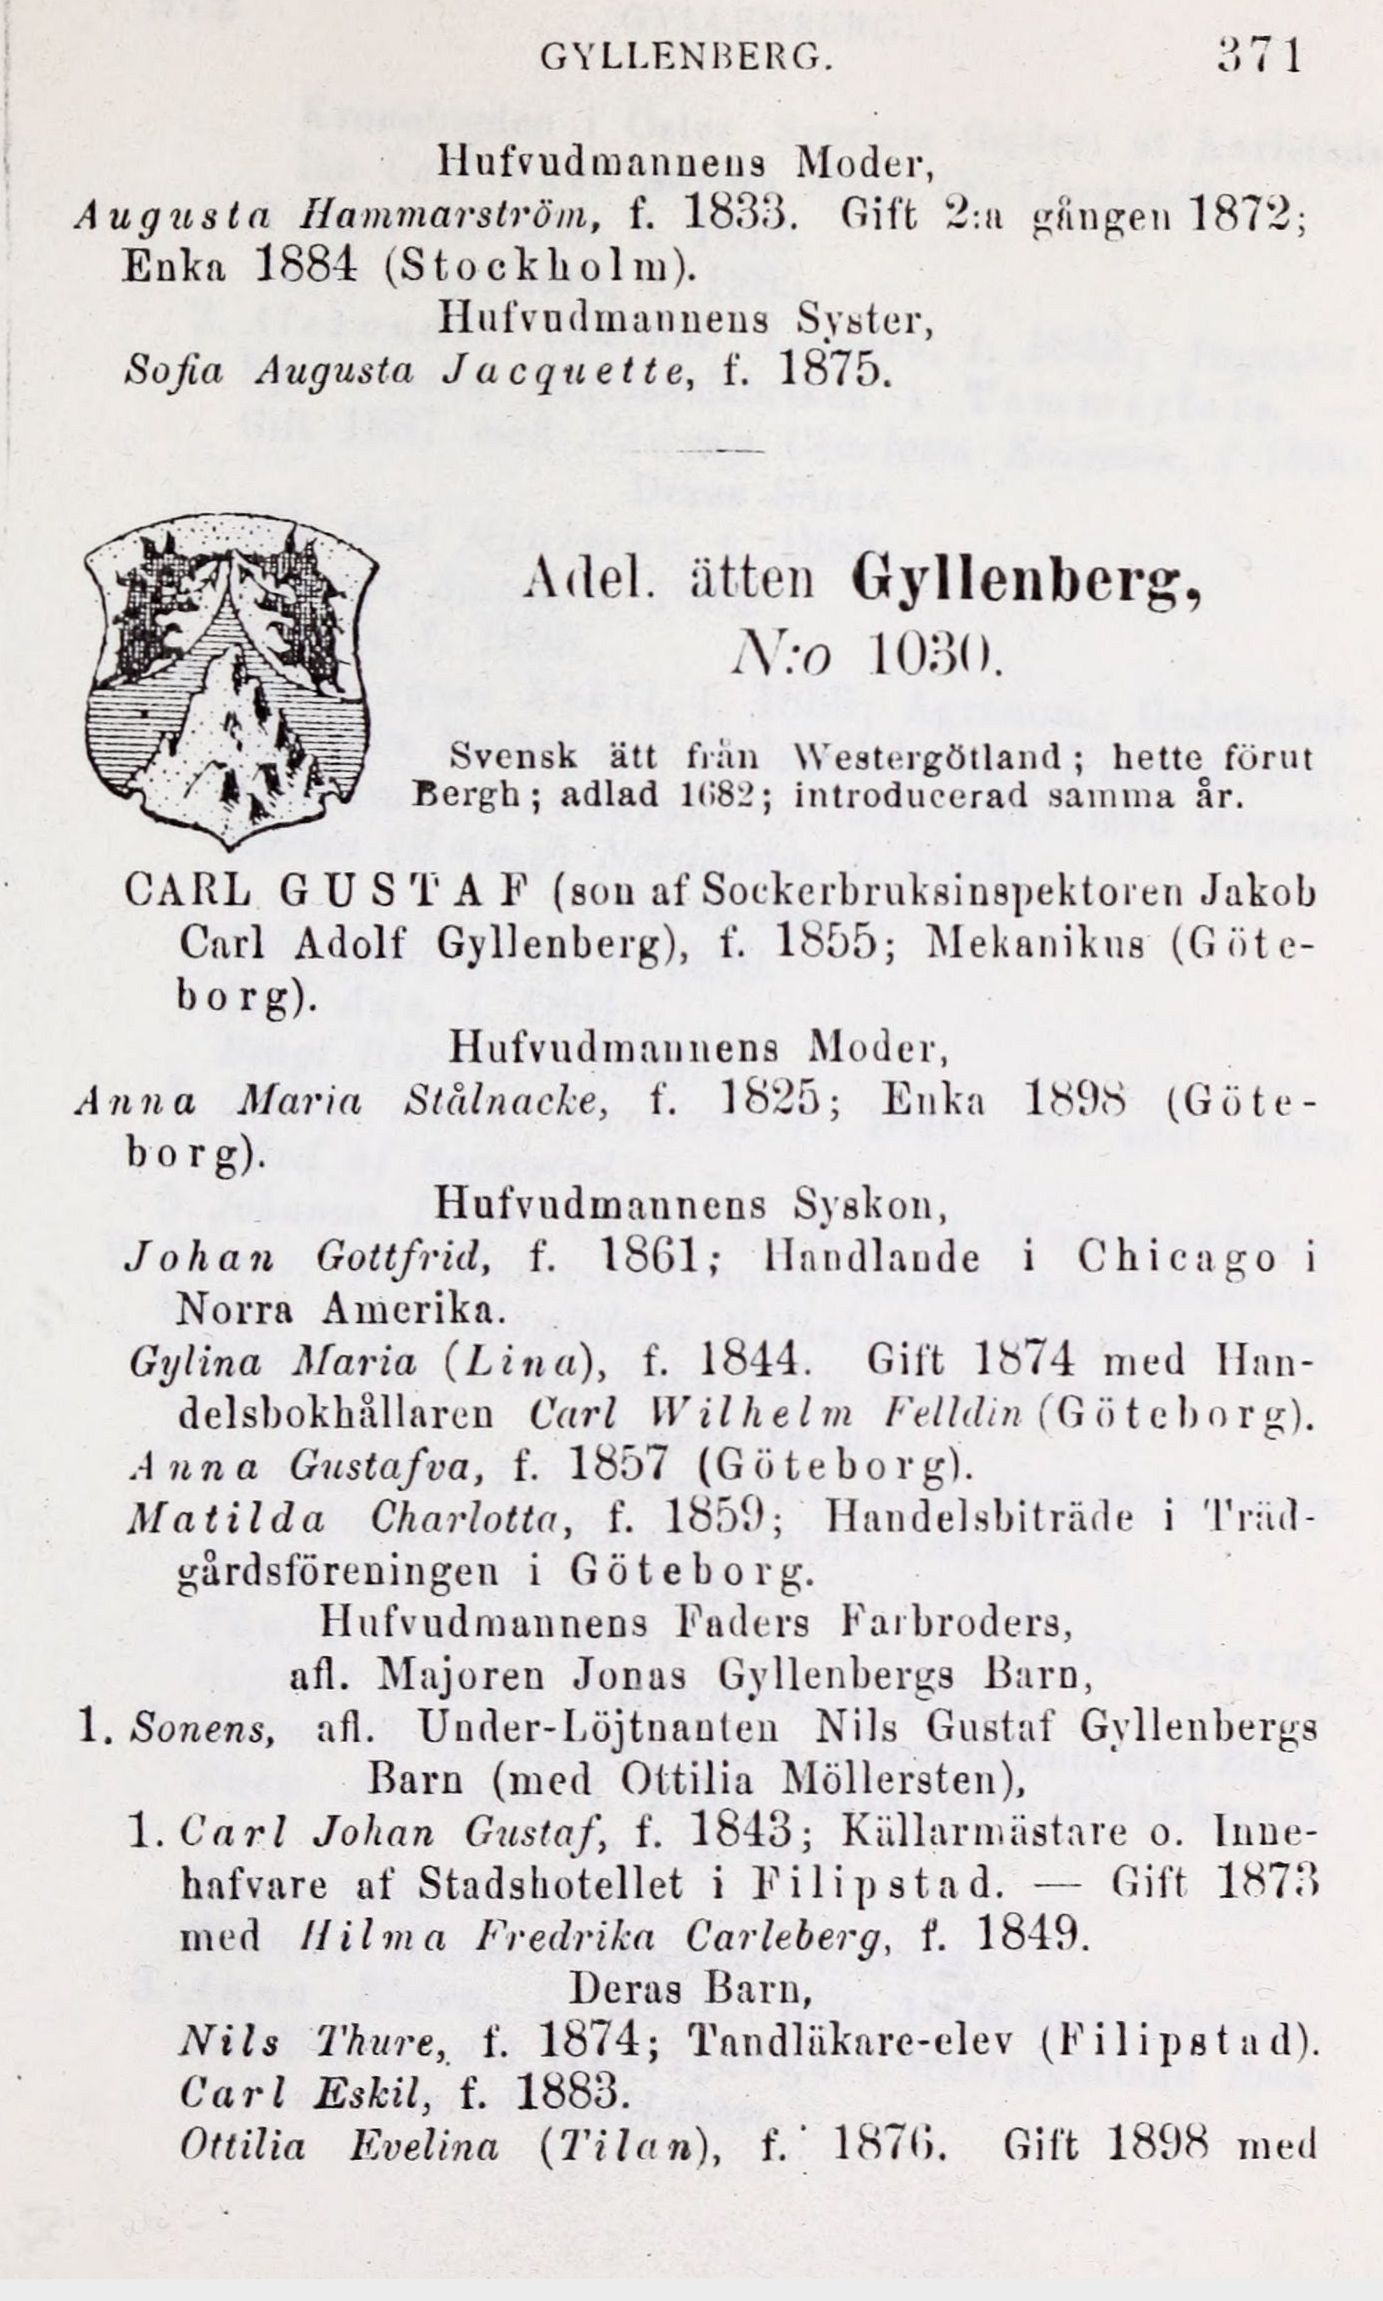 GYLLENBERG. 371
Hufvudmannens Moder,
Augusta Hammarström, f. 1833. Gift 2:a gången 1872;
Enka 1884 (Stockholm).
Hufvudmannens Syster,
Sofia Augusta Jacquette, f. 1875.
Adel. ätten Gyllenberg,
N:o 1030.
Svensk ätt från Westergötland; hette förut
Bergh; adlad 1682; introducerad samma år.
CARL GUSTAF (son af Sockerbruksinspektoren Jakob
Carl Adolf Gyllenberg), f. 1855; Mekanikus (Göte-
borg).
Hufvudmannens Moder,
Anna Maria Stålnacke, f. 1825; Enka 1898 (Göte-
borg).
Hufvudmannens Syskon,
Johan Gottfrid, f. 1861; Handlande i Chicago i
Norra Amerika.
Gylina Maria (Lina), f. 1844. Gift 1874 med Han-
delsbokhållaren Carl Wilhelm Felldin (Göteborg).
Anna Gustafva, f. 1857 (Göteborg).
Matilda Charlotta, f. 1859; Handelsbiträde i Träd-
gårdsföreningen i Göteborg.
Hufvudmannens Faders Farbroders,
afl. Majoren Jonas Gyllenbergs Barn,
1. Sonens, afl. Under-Löjtnanten Nils Gustaf Gyllenbergs
Barn (med Ottilia Möllersten),
1. Carl Johan Gustaf, f. 1843; Källarmästare o. Inne-
hafvare af Stadshotellet i Filipstad. — Gift 1873
med Hilma Fredrika Carleberg, f. 1849.
Deras Barn,
Nils Thure, f. 1874; Tandläkare-elev (Filipstad).
Carl Eskil, f. 1883.
Ottilia Evelina (Tilan), f. 1876. Gift 1898 med